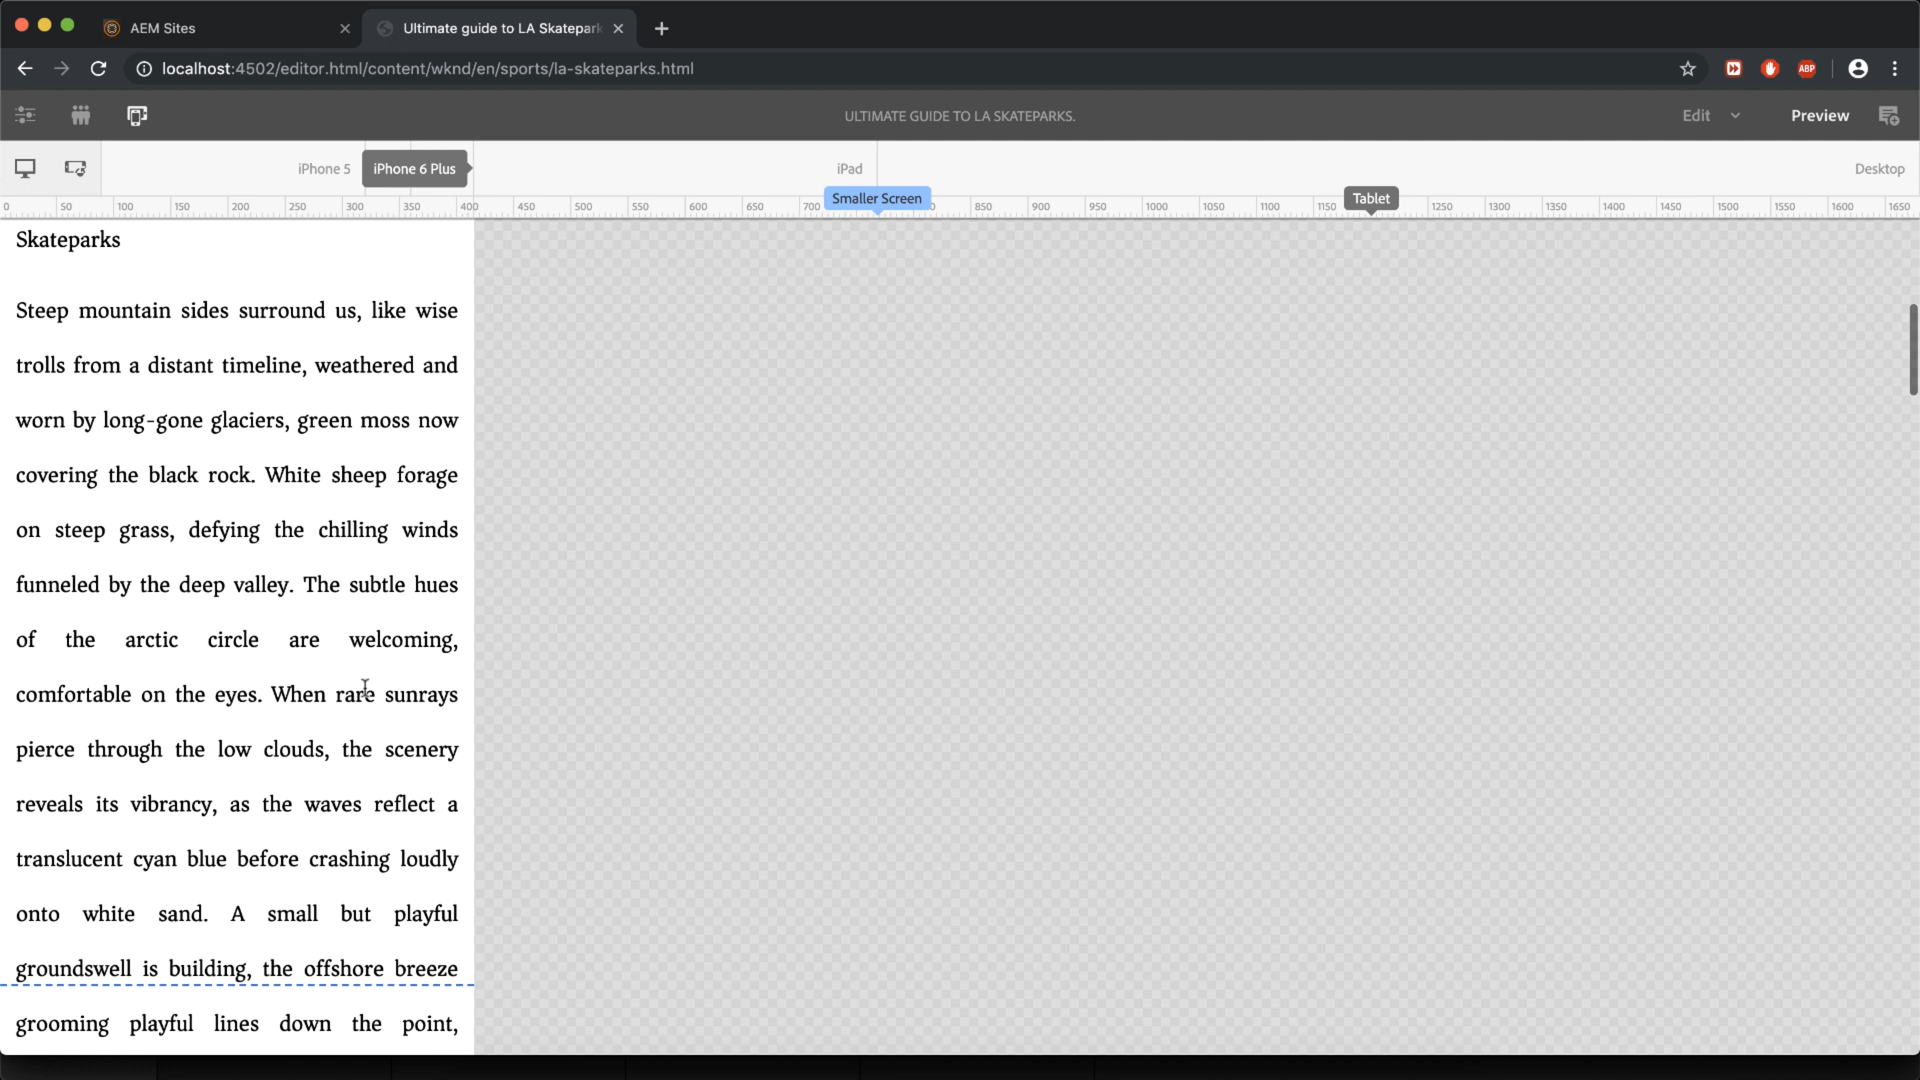 AEM Sites
Ultimate guide to LA Skatepark
localhost:4502/editor.html/content/wknd/en/sports/la-skateparks.html
ABP
ULTIMATE GUIDE TO LA SKATEPARKS.
Edit
Preview
iPhone 5
iPhone 6 Plus
iPad
Desktop
Smaller Screen
Tablet
0 50 100 150 200 250 300 350 400 450 500 550 600 650 700 850 900 950 1000 1050 1100 1150 1250 1300 1350 1400 1450 1500 1550 1600 1650
Skateparks
Steep mountain sides surround us, like wise
trolls from a distant timeline, weathered and
worn by long-gone glaciers, green moss now
covering the black rock. White sheep forage
on steep grass, defying the chilling winds
funneled by the deep valley. The subtle hues
of the arctic circle are welcoming,
comfortable on the eyes. When rare sunrays
pierce through the low clouds, the scenery
reveals its vibrancy, as the waves reflect a
translucent cyan blue before crashing loudly
onto white sand. A small but playful
groundswell is building, the offshore breeze
grooming playful lines down the point,